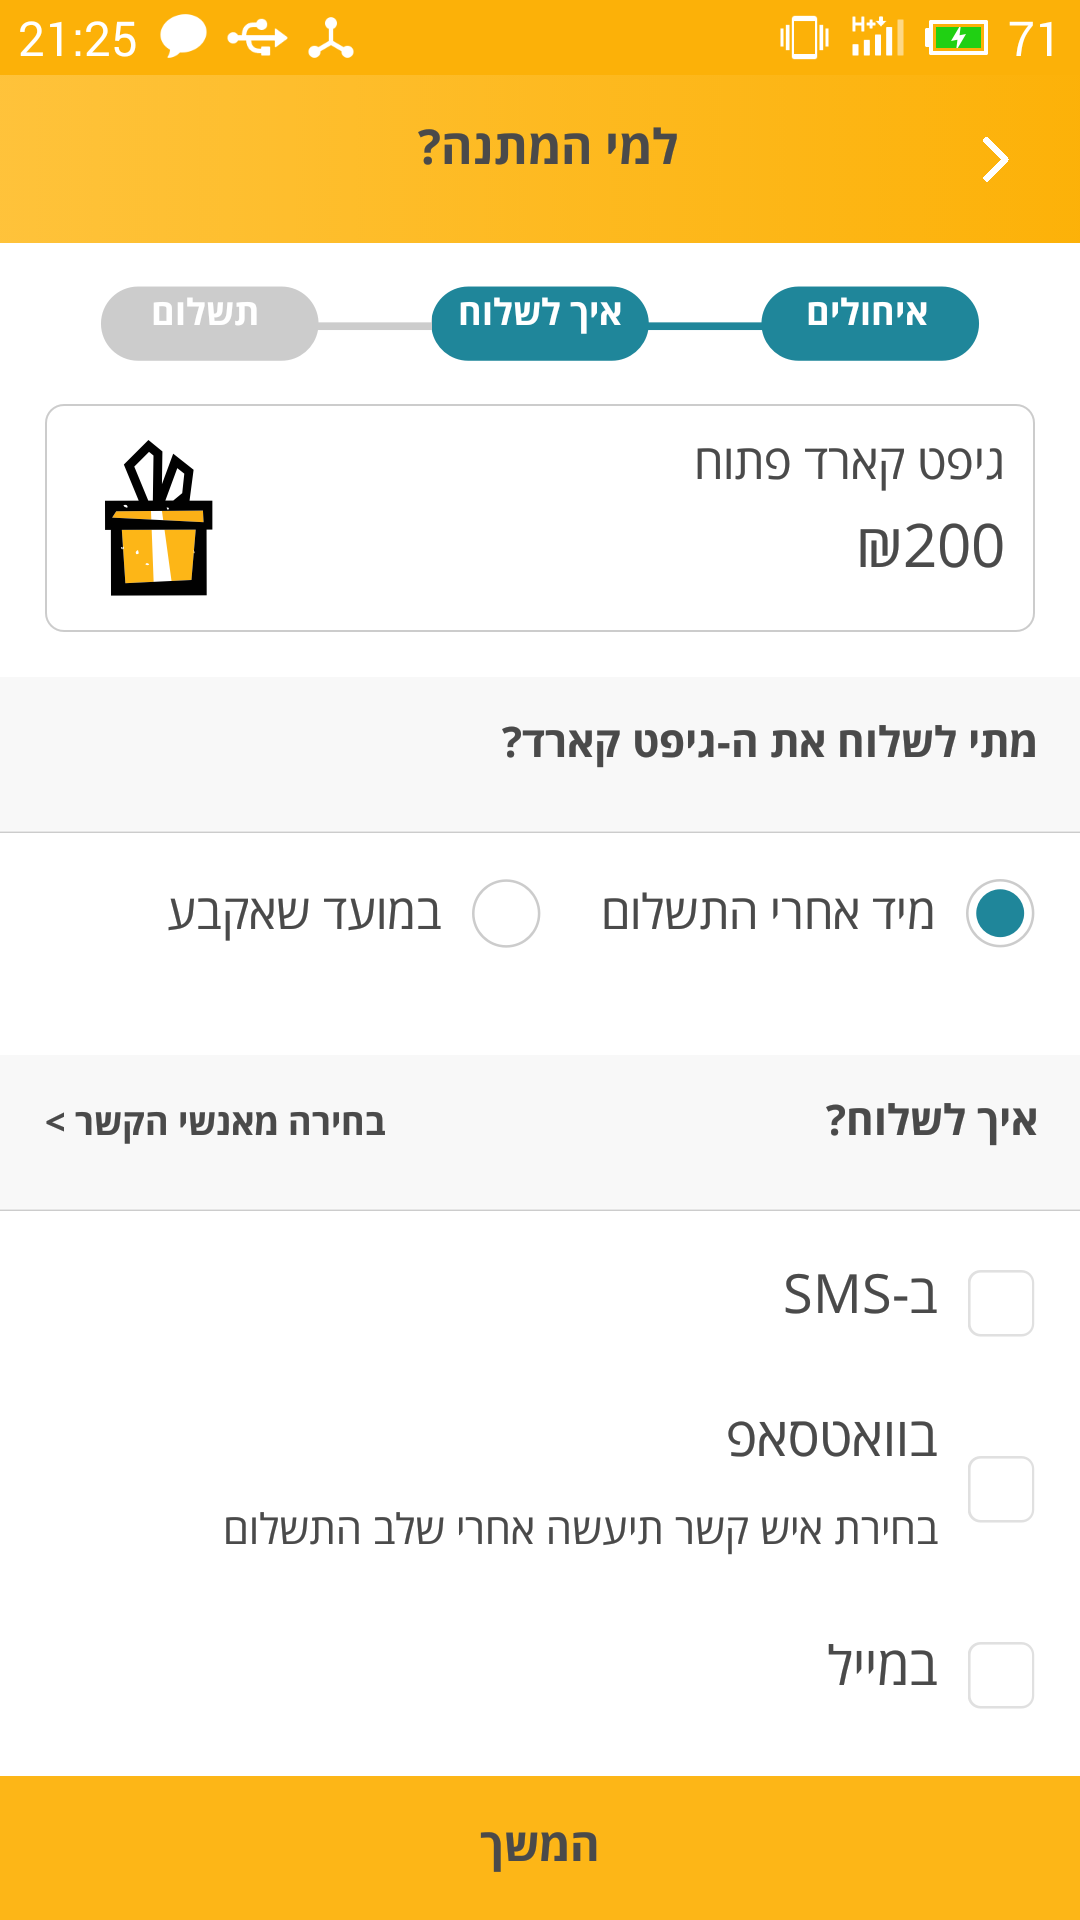 21:25 71
למי המתנה?
איחולים איך לשלוח תשלום
גיפט קארד פתוח
₪200
מתי לשלוח את ה-גיפט קארד?
מיד אחרי התשלום במועד שאקבע
איך לשלוח? בחירה מאנשי הקשר >
ב-SMS
בוואטסאפ
בחירת איש קשר תיעשה אחרי שלב התשלום
במייל
המשך